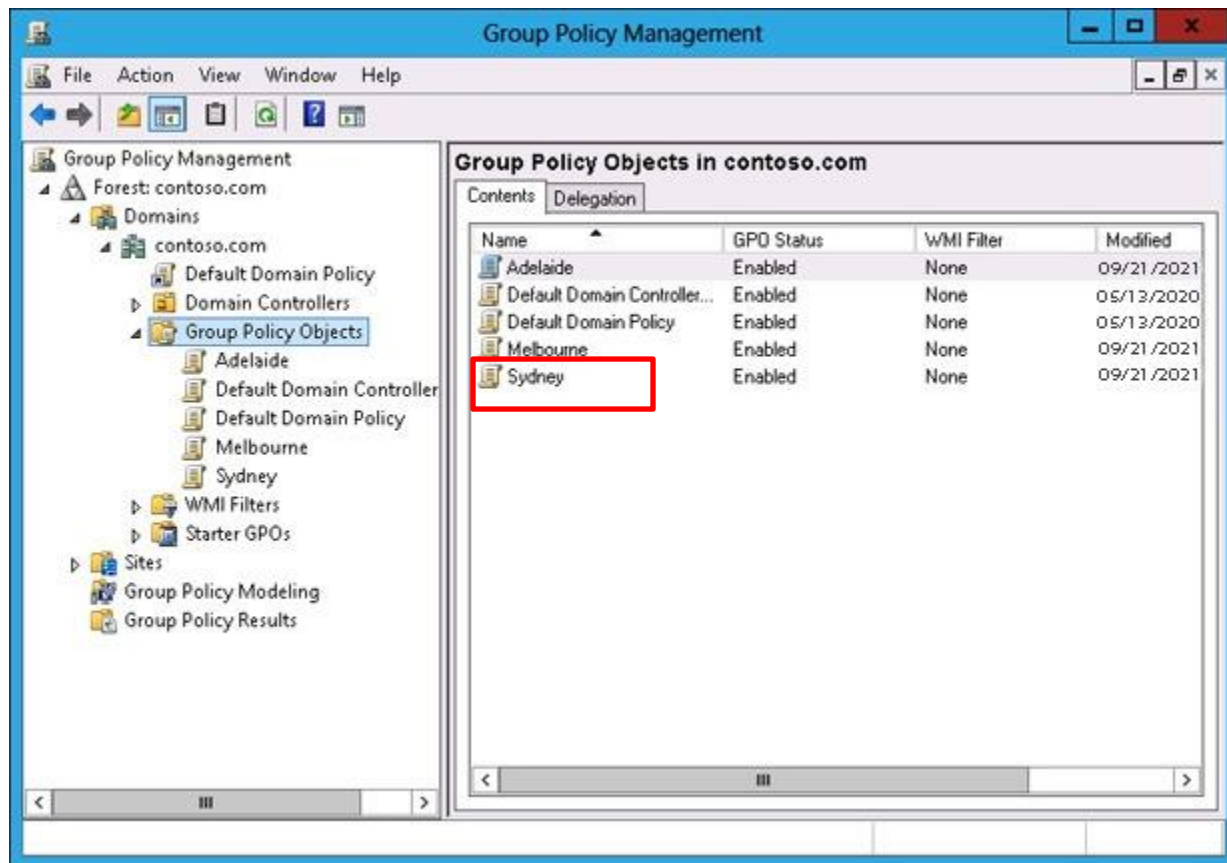 Group Policy Management
File Action View Window Help
Group Policy Management
Forest: contoso.com
Domains
contoso.com
Default Domain Policy
Domain Controllers
Group Policy Objects
Adelaide
Default Domain Controller
Default Domain Policy
Melbourne
Sydney
WMI Filters
Starter GPOs
Sites
Group Policy Modeling
Group Policy Results
Group Policy Objects in contoso.com
Contents Delegation
Name GPO Status WMI Filter Modified
Adelaide Enabled None 09/21/2021
Default Domain Controller... Enabled None 05/13/2020
Default Domain Policy Enabled None 05/13/2020
Melbourne Enabled None 09/21/2021
Sydney Enabled None 09/21/2021